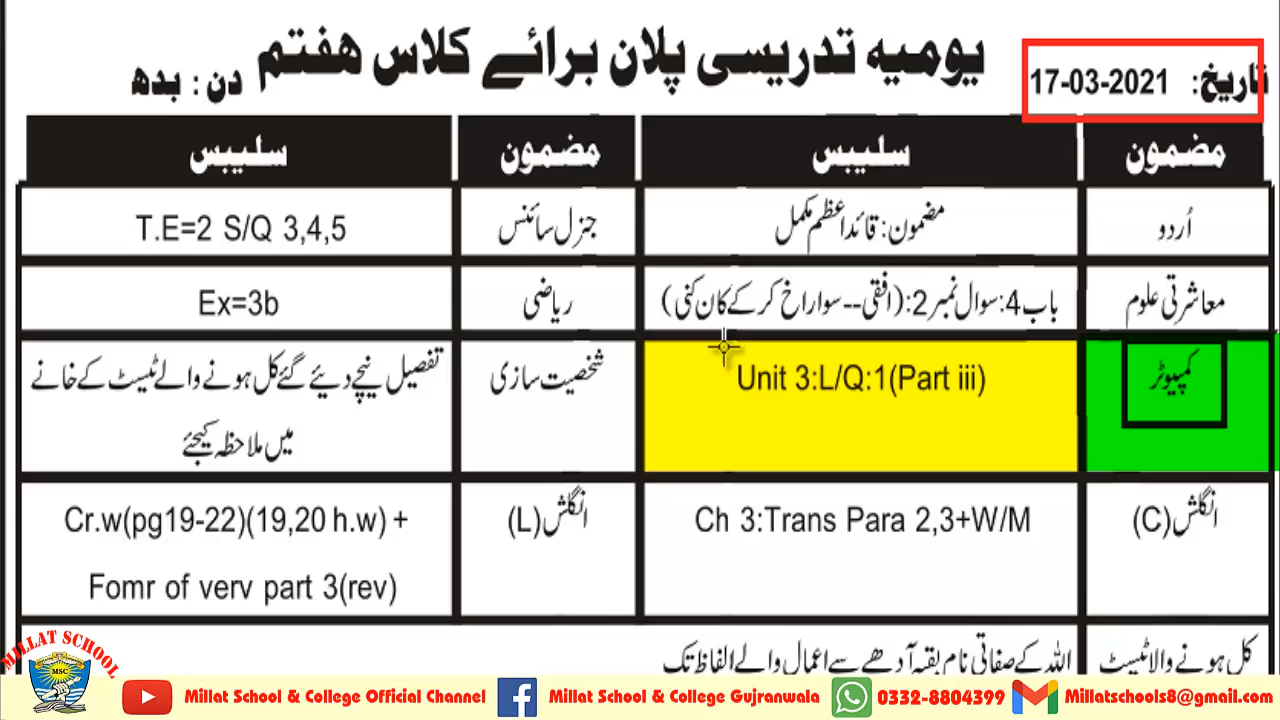 یومیہ تدریسی پلان برائے کلاس ہفتم
تاریخ: 17-03-2021
دن : بدھ
مضمون سلیبس مضمون سلیبس
اُردو مضمون: قائداعظم مکمل جنرل سائنس T.E=2 S/Q 3,4,5
معاشرتی علوم باب 4: سوال نمبر 2: (افقی--سواراخ کر کے کان کنی) ریاضی Ex=3b
کمپیوٹر Unit 3:L/Q:1(Part iii) شخصیت سازی تفصیل نیچے دیئے گئے کل ہونے والے ٹیسٹ کے خانے
میں ملاحظہ کیجئے
انگلش (C) Ch 3:Trans Para 2,3+W/M انگلش (L) Cr.w(pg19-22)(19,20 h.w) +
Fomr of verv part 3(rev)
کل ہونے والا ٹیسٹ اللہ کے صفاتی نام بقیہ آدھے سے اعمال والے الفاظ تک
MILLAT SCHOOL
MSC
Millat School & College Official Channel Millat School & College Gujranwala 0332-8804399 Millatschools8@gmail.com